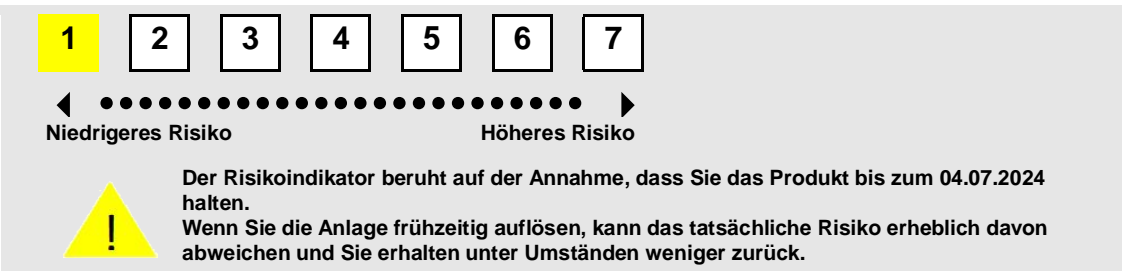 1 2 3 4 5 6 7
Niedrigeres Risiko Höheres Risiko
!
Der Risikoindikator beruht auf der Annahme, dass Sie das Produkt bis zum 04.07.2024
halten.
Wenn Sie die Anlage frühzeitig auflösen, kann das tatsächliche Risiko erheblich davon
abweichen und Sie erhalten unter Umständen weniger zurück.